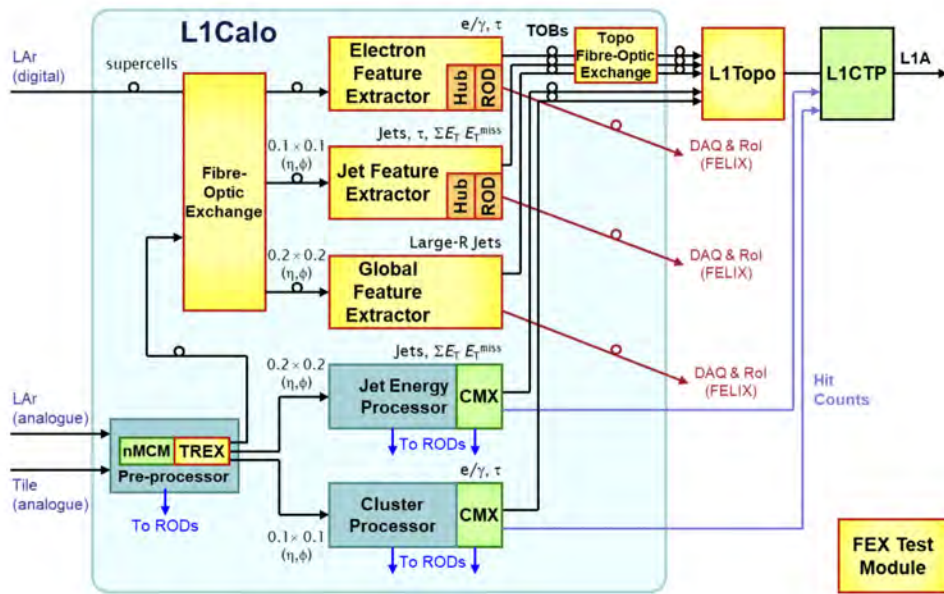 L1Calo
e/γ, τ
TOBs
LAr
(digital)
supercells
Electron
Feature
Extractor
Hub
ROD
Topo
Fibre-Optic
Exchange
L1Topo
L1CTP
L1A
DAQ & RoI
(FELIX)
Jets, τ, ΣE_T E_T^miss
0.1 × 0.1
(η,ϕ)
Fibre-
Optic
Exchange
Jet Feature
Extractor
Hub
ROD
DAQ & RoI
(FELIX)
Large-R Jets
0.2 × 0.2
(η,ϕ)
Global
Feature
Extractor
DAQ & RoI
(FELIX)
Jets, ΣE_T E_T^miss
0.2 × 0.2
(η,ϕ)
Jet Energy
Processor
CMX
Hit
Counts
To RODs
LAr
(analogue)
nMCM
TREX
Pre-processor
Tile
(analogue)
To RODs
e/γ, τ
Cluster
Processor
CMX
0.1 × 0.1
(η,ϕ)
To RODs
FEX Test
Module